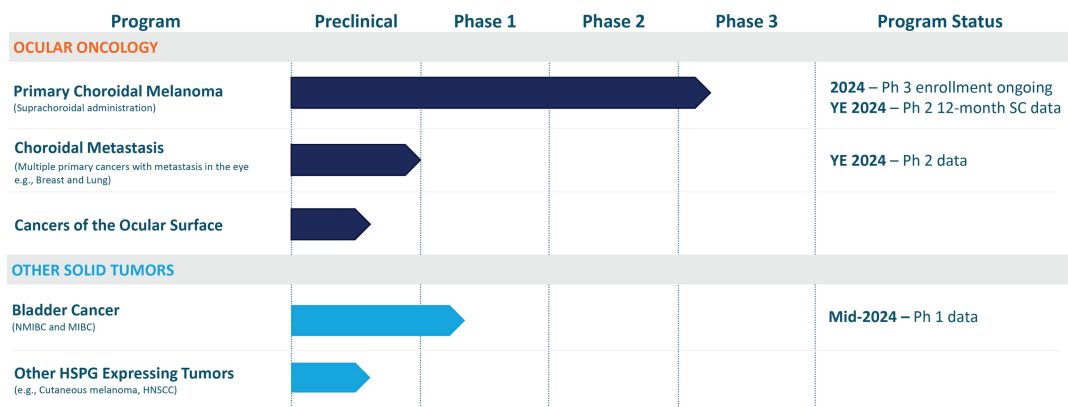 Program Preclinical Phase 1 Phase 2 Phase 3 Program Status
OCULAR ONCOLOGY
Primary Choroidal Melanoma
(Suprachoroidal administration)
2024 – Ph 3 enrollment ongoing
YE 2024 – Ph 2 12-month SC data
Choroidal Metastasis
(Multiple primary cancers with metastasis in the eye
e.g., Breast and Lung)
YE 2024 – Ph 2 data
Cancers of the Ocular Surface
OTHER SOLID TUMORS
Bladder Cancer
(NMIBC and MIBC)
Mid-2024 – Ph 1 data
Other HSPG Expressing Tumors
(e.g., Cutaneous melanoma, HNSCC)